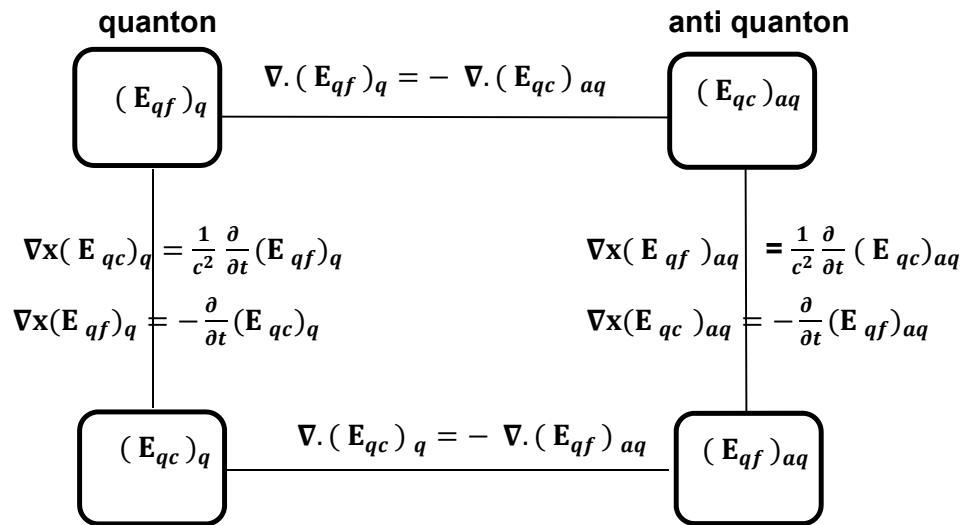 quanton anti quanton
∇.( E_qf )_q = − ∇.( E_qc )_aq
( E_qf )_q ( E_qc )_aq
∇x( E_qc )_q = 1/c² ∂/∂t (E_qf)_q ∇x( E_qf )_aq = 1/c² ∂/∂t ( E_qc )_aq
∇x(E_qf)_q = − ∂/∂t (E_qc)_q ∇x( E_qc )_aq = − ∂/∂t (E_qf)_aq
∇.( E_qc )_q = − ∇.( E_qf )_aq
( E_qc )_q ( E_qf )_aq